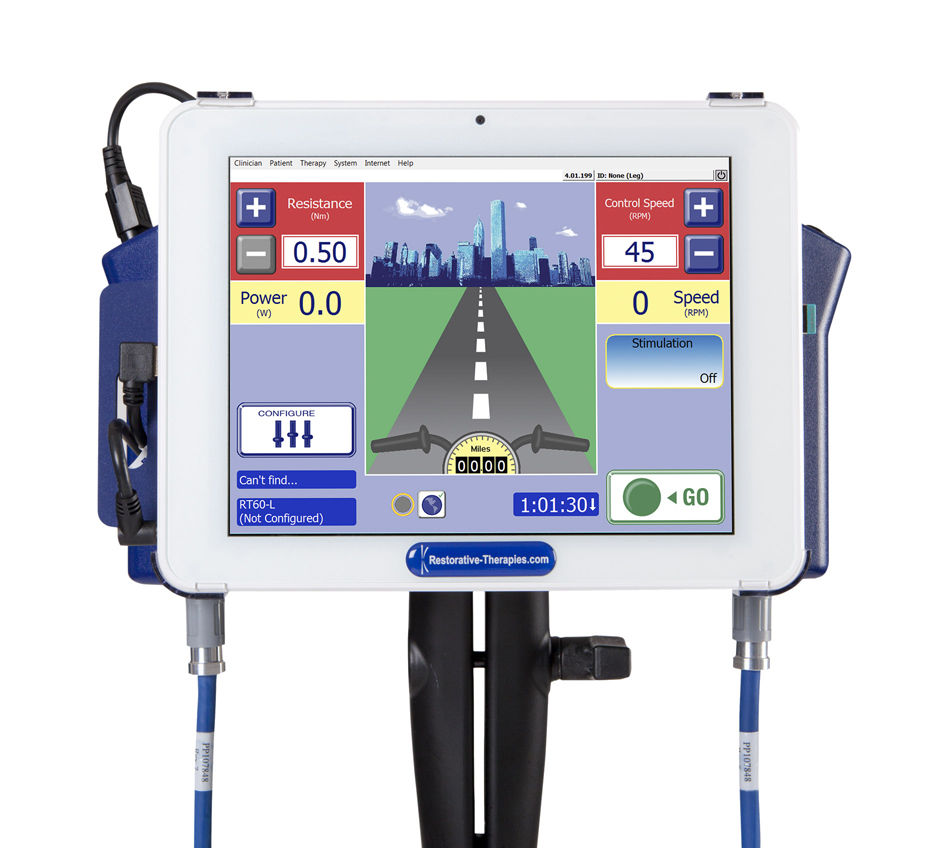 Clinician Patient Therapy System Internet Help
4.01.199 ID: None (Leg)
+ Resistance
(Nm)
− 0.50
Control Speed
(RPM) +
45 −
Power
(W) 0.0
0 Speed
(RPM)
Stimulation
Off
CONFIGURE
Miles
00.00
Can't find...
RT60-L
(Not Configured)
1:01:30↓
GO
Restorative-Therapies.com
PP107848
PP107848